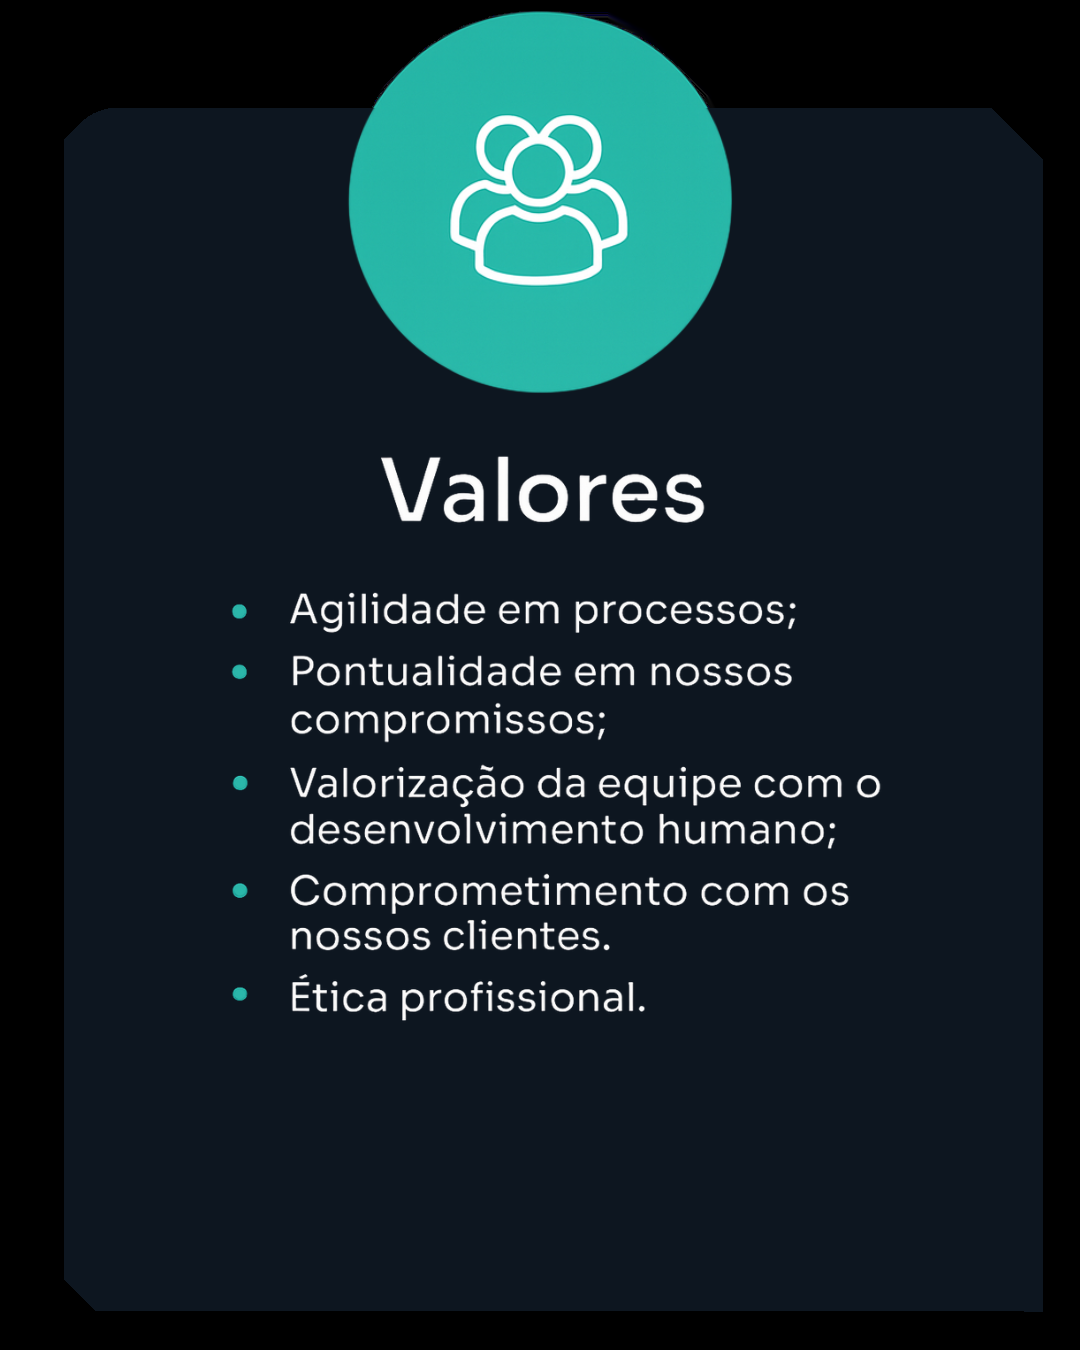 Valores
Agilidade em processos;
Pontualidade em nossos
compromissos;
Valorização da equipe com o
desenvolvimento humano;
Comprometimento com os
nossos clientes.
Ética profissional.